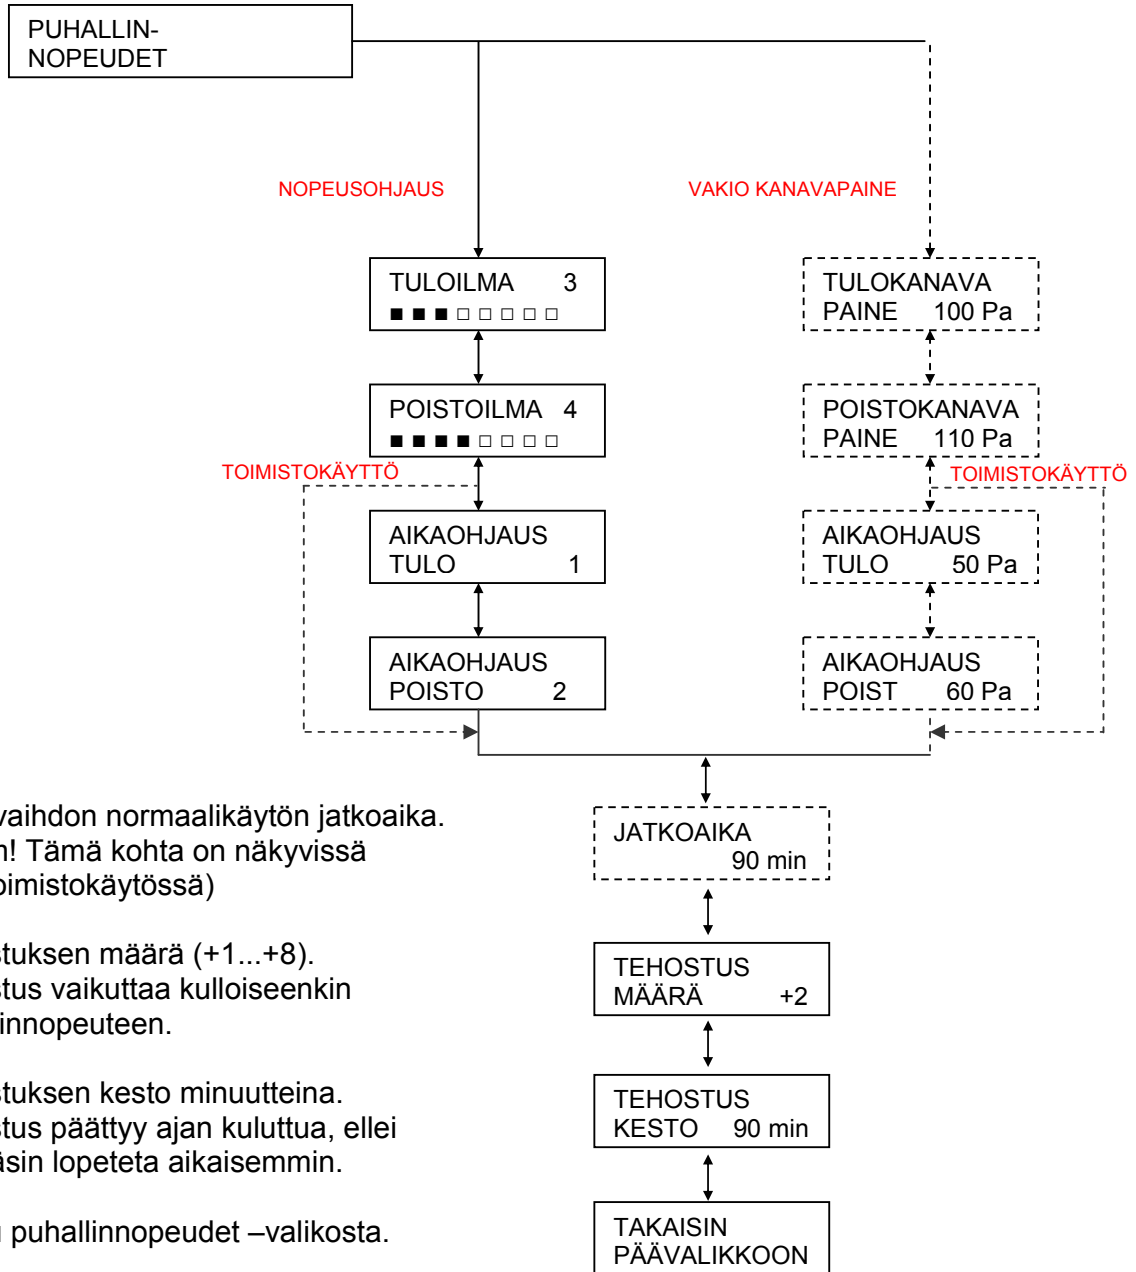 PUHALLIN-
NOPEUDET
NOPEUSOHJAUS
VAKIO KANAVAPAINE
TULOILMA 3
■ ■ ■ □ □ □ □ □
TULOKANAVA
PAINE 100 Pa
POISTOILMA 4
■ ■ ■ ■ □ □ □ □
POISTOKANAVA
PAINE 110 Pa
TOIMISTOKÄYTTÖ
TOIMISTOKÄYTTÖ
AIKAOHJAUS
TULO 1
AIKAOHJAUS
TULO 50 Pa
AIKAOHJAUS
POISTO 2
AIKAOHJAUS
POIST 60 Pa
vaihdon normaalikäytön jatkoaika.
! Tämä kohta on näkyvissä
oimistokäytössä)
JATKOAIKA
90 min
stuksen määrä (+1...+8).
stus vaikuttaa kulloiseenkin
innopeuteen.
TEHOSTUS
MÄÄRÄ +2
stuksen kesto minuutteina.
stus päättyy ajan kuluttua, ellei
äsin lopeteta aikaisemmin.
TEHOSTUS
KESTO 90 min
puhallinnopeudet –valikosta.
TAKAISIN
PÄÄVALIKKOON